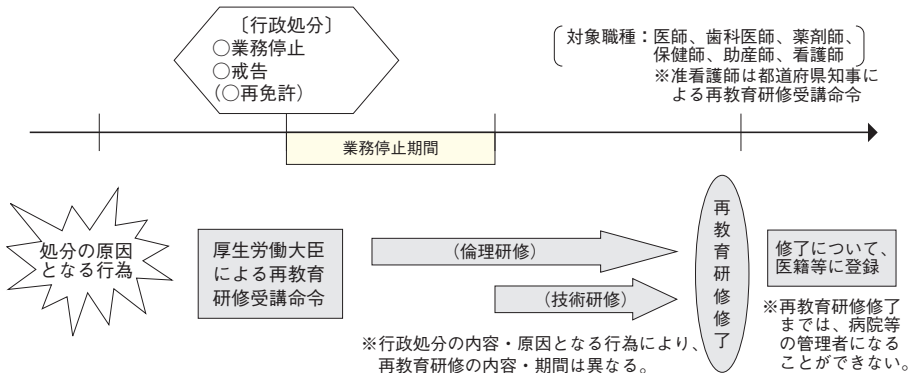 〔行政処分〕
○業務停止
○戒告
(○再免許)
対象職種：医師、歯科医師、薬剤師、
保健師、助産師、看護師
※准看護師は都道府県知事に
よる再教育研修受講命令
業務停止期間
処分の原因
となる行為
厚生労働大臣
による再教育
研修受講命令
(倫理研修)
(技術研修)
再教育研修修了
修了について、
医籍等に登録
※行政処分の内容・原因となる行為により、
再教育研修の内容・期間は異なる。
※再教育研修修了
までは、病院等
の管理者になる
ことができない。